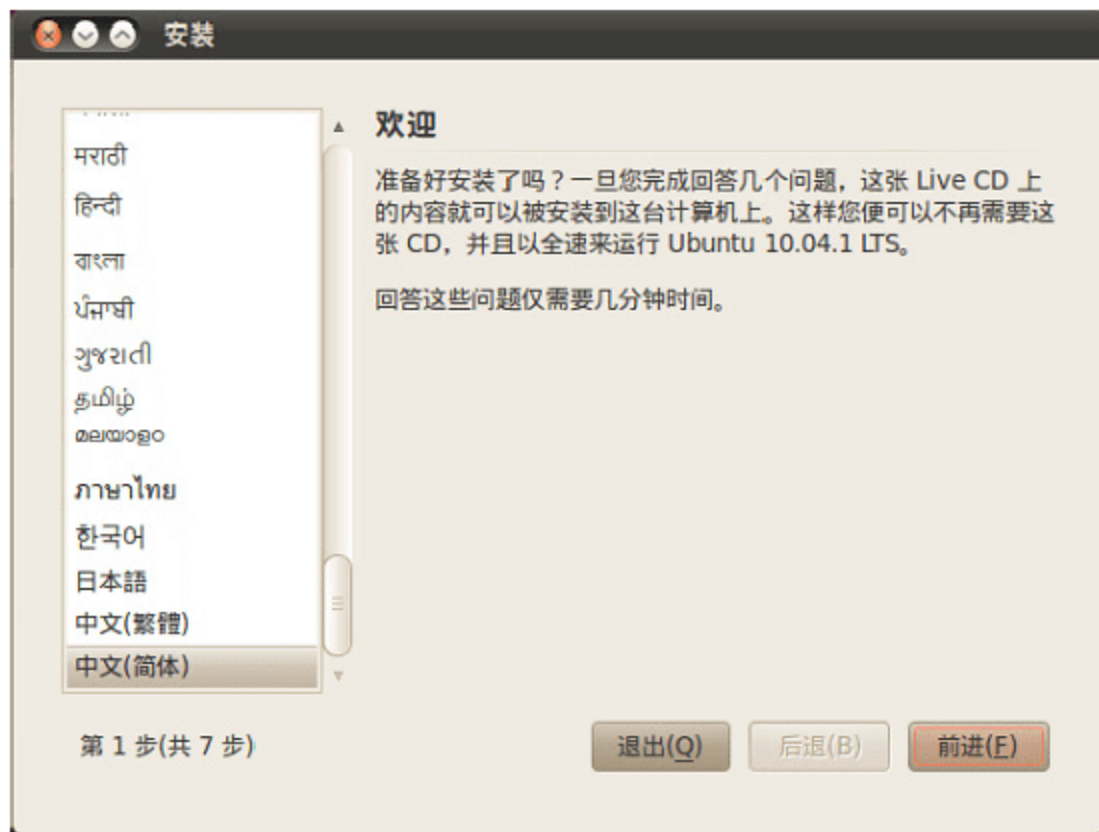 安装
मराठी
हिन्दी
বাংলা
ਪੰਜਾਬੀ
ગુજરાતી
தமிழ்
മലയാളം
ภาษาไทย
한국어
日本語
中文(繁體)
中文(简体)
欢迎
准备好安装了吗？一旦您完成回答几个问题，这张 Live CD 上
的内容就可以被安装到这台计算机上。这样您便可以不再需要这
张 CD，并且以全速来运行 Ubuntu 10.04.1 LTS。
回答这些问题仅需要几分钟时间。
第 1 步(共 7 步)
退出(Q)
后退(B)
前进(F)